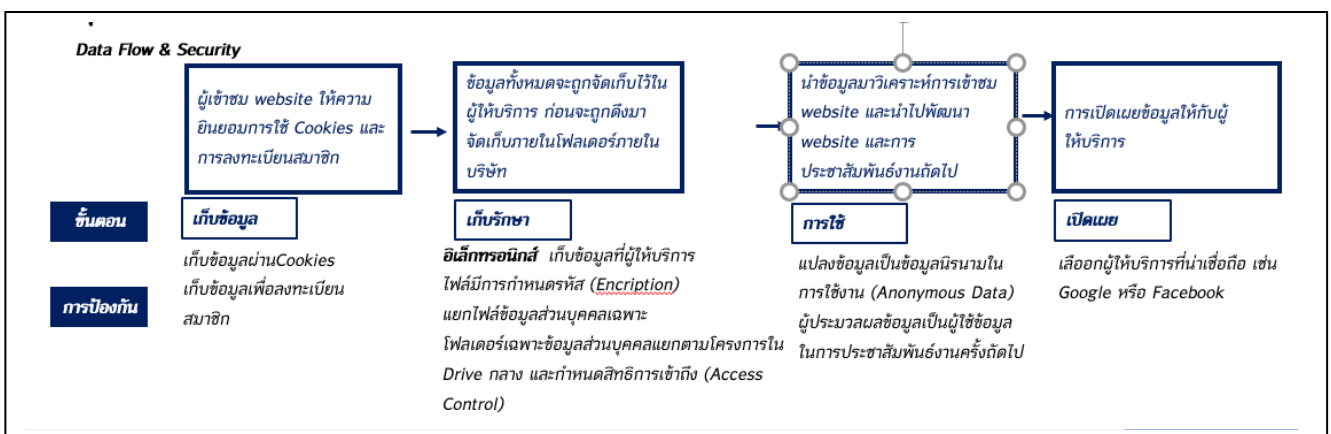 Data Flow & Security
ผู้เข้าชม website ให้ความ
ยินยอมการใช้ Cookies และ
การลงทะเบียนสมาชิก
ข้อมูลทั้งหมดจะถูกจัดเก็บไว้ใน
ผู้ให้บริการ ก่อนจะถูกดึงมา
จัดเก็บภายในโฟลเดอร์ภายใน
บริษัท
นำข้อมูลมาวิเคราะห์การเข้าชม
website และนำไปพัฒนา
website และการ
ประชาสัมพันธ์งานถัดไป
การเปิดเผยข้อมูลให้กับผู้
ให้บริการ
ขั้นตอน
เก็บข้อมูล
เก็บรักษา
การใช้
เปิดเผย
การป้องกัน
เก็บข้อมูลผ่านCookies
เก็บข้อมูลเพื่อลงทะเบียน
สมาชิก
อิเล็กทรอนิกส์ เก็บข้อมูลที่ผู้ให้บริการ
ไฟล์มีการกำหนดรหัส (Encription)
แยกไฟล์ข้อมูลส่วนบุคคลเฉพาะ
โฟลเดอร์เฉพาะข้อมูลส่วนบุคคลแยกตามโครงการใน
Drive กลาง และกำหนดสิทธิการเข้าถึง (Access
Control)
แปลงข้อมูลเป็นข้อมูลนิรนามใน
การใช้งาน (Anonymous Data)
ผู้ประมวลผลข้อมูลเป็นผู้ใช้ข้อมูล
ในการประชาสัมพันธ์งานครั้งถัดไป
เลืออกผู้ให้บริการที่น่าเชื่อถือ เช่น
Google หรือ Facebook